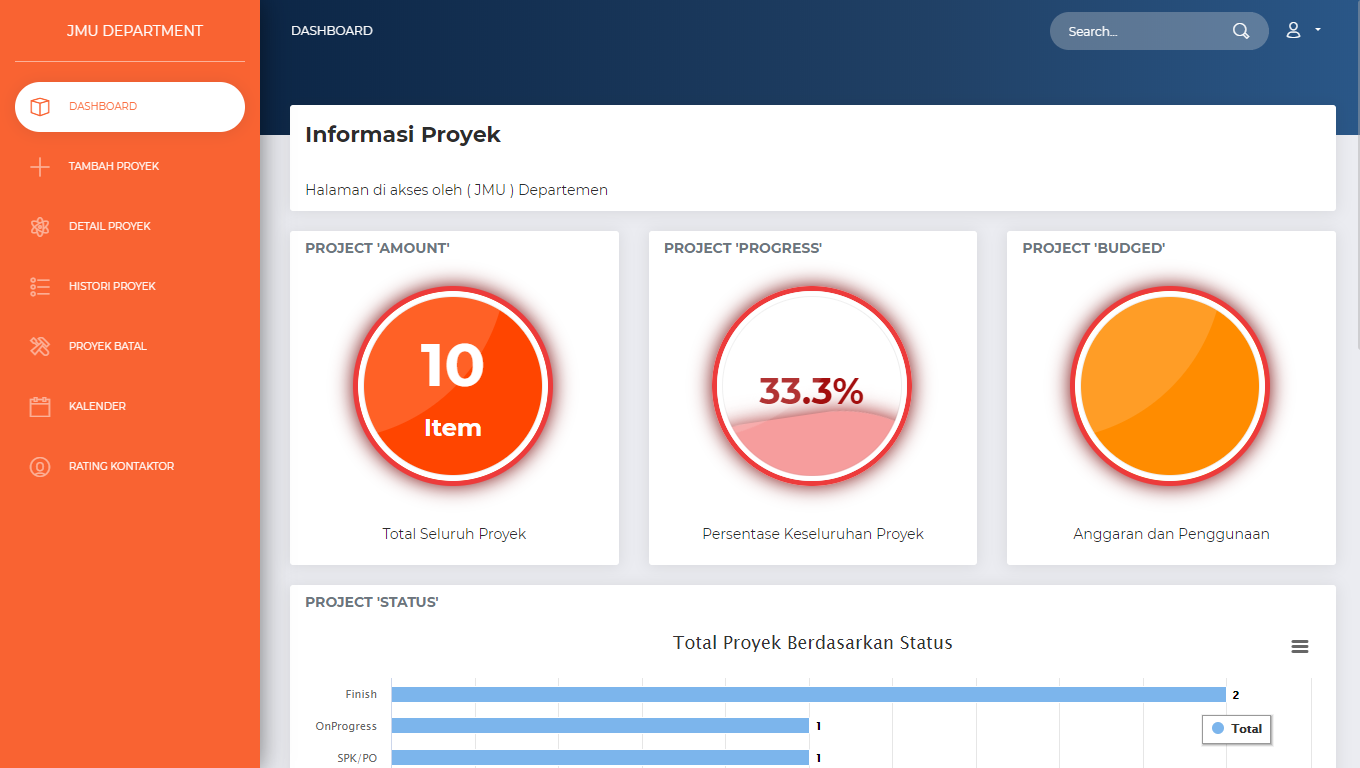 JMU DEPARTMENT
DASHBOARD
TAMBAH PROYEK
DETAIL PROYEK
HISTORI PROYEK
PROYEK BATAL
KALENDER
RATING KONTAKTOR
DASHBOARD
Search...
Informasi Proyek
Halaman di akses oleh ( JMU ) Departemen
PROJECT 'AMOUNT'
10
Item
Total Seluruh Proyek
PROJECT 'PROGRESS'
33.3%
Persentase Keseluruhan Proyek
PROJECT 'BUDGED'
Anggaran dan Penggunaan
PROJECT 'STATUS'
Total Proyek Berdasarkan Status
Finish 2
OnProgress 1
Total
SPK/PO 1